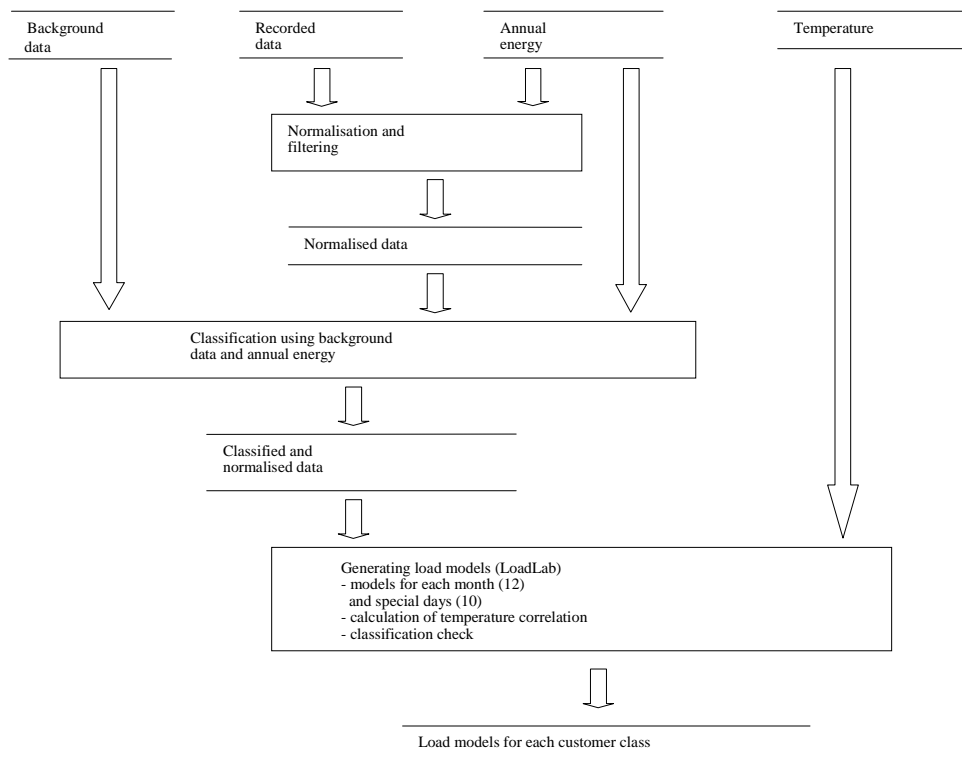 Background
data
Recorded
data
Annual
energy
Temperature
Normalisation and
filtering
Normalised data
Classification using background
data and annual energy
Classified and
normalised data
Generating load models (LoadLab)
- models for each month (12)
and special days (10)
- calculation of temperature correlation
- classification check
Load models for each customer class